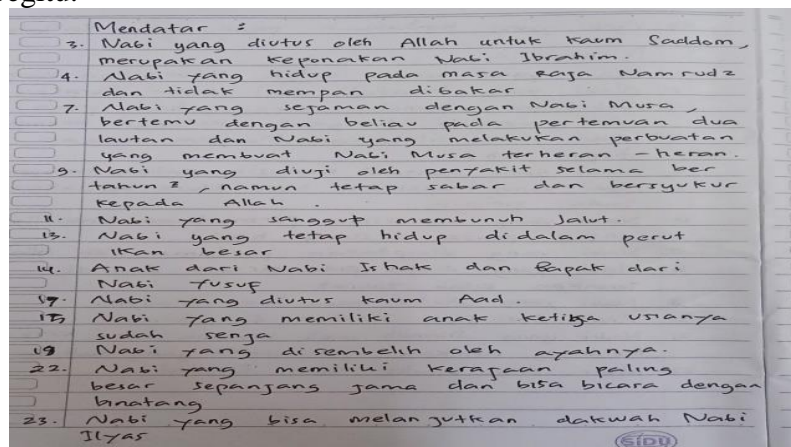 Mendatar :
3. Nabi yang diutus oleh Allah untuk kaum Saddom,
merupakan keponakan Nabi Ibrahim.
4. Nabi yang hidup pada masa Raja Namrudz
dan tidak mempan dibakar
7. Nabi yang sejaman dengan Nabi Musa,
bertemu dengan beliau pada pertemuan dua
lautan dan Nabi yang melakukan perbuatan
yang membuat Nabi Musa terheran-heran.
9. Nabi yang diuji oleh penyakit selama ber
tahun2, namun tetap sabar dan bersyukur
kepada Allah.
11. Nabi yang sanggup membunuh Jalut.
13. Nabi yang tetap hidup di dalam perut
ikan besar
14. Anak dari Nabi Ishak dan Bapak dari
Nabi Yusuf
Nabi yang diutus kaum Aad.
Nabi yang memiliki anak ketika usianya
sudah senja
Nabi yang disembelih oleh ayahnya.
22. Nabi yang memiliki kerajaan paling
besar sepanjang jama dan bisa bicara dengan
binatang
23. Nabi yang bisa melanjutkan dakwah Nabi
Ilyas
SIDU